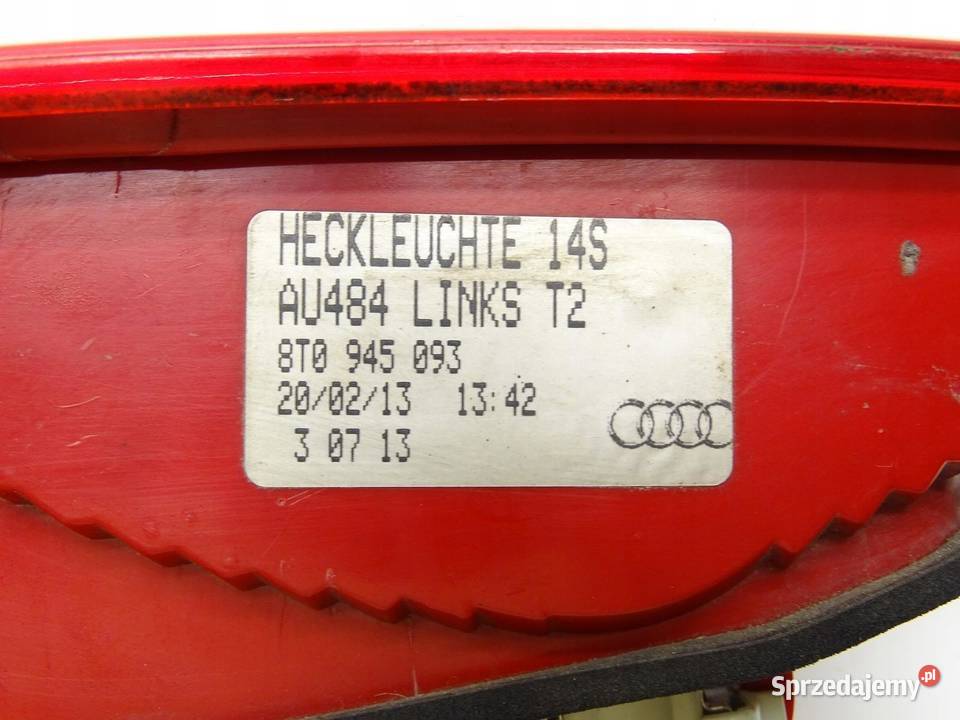 HECKLEUCHTE 14S
AU484 LINKS T2
8T0 945 093
20/02/13 13:42
3 07 13
Sprzedajemy.pl